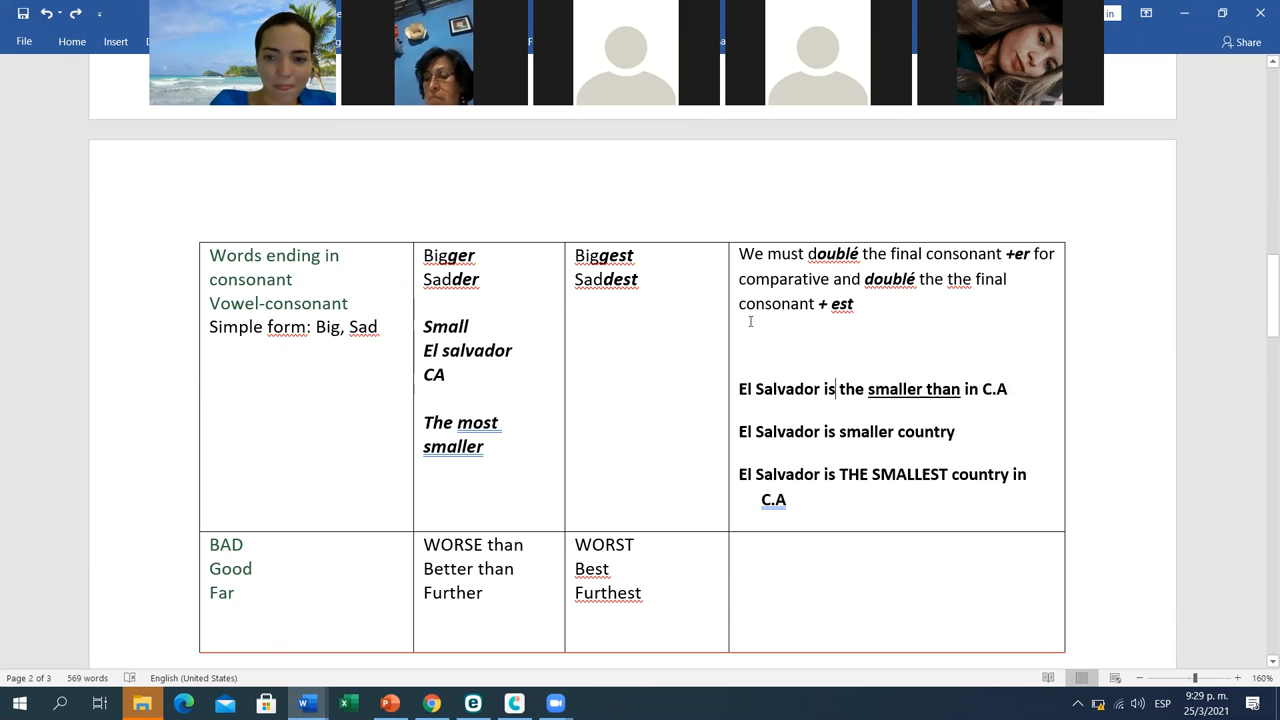 File Home Insert
in
Share
Words ending in
consonant
Vowel-consonant
Simple form: Big, Sad
Bigger
Sadder
Small
El salvador
CA
The most
smaller
Biggest
Saddest
We must doublé the final consonant +er for
comparative and doublé the the final
consonant + est
El Salvador is the smaller than in C.A
El Salvador is smaller country
El Salvador is THE SMALLEST country in
C.A
BAD
Good
Far
WORSE than
Better than
Further
WORST
Best
Furthest
Page 2 of 3 569 words English (United States) 160%
ESP
9:29 p. m.
25/3/2021